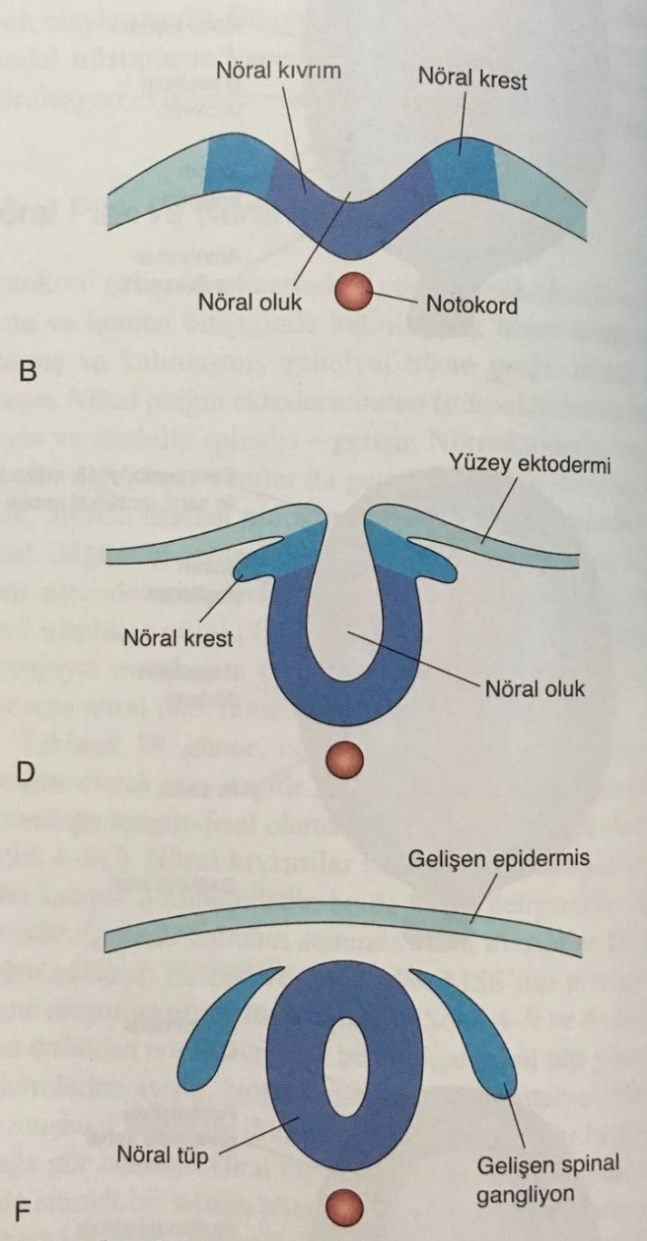 Nöral kıvrım
Nöral krest
Nöral oluk
Notokord
B
Yüzey ektodermi
Nöral krest
Nöral oluk
D
Gelişen epidermis
Nöral tüp
Gelişen spinal
gangliyon
F